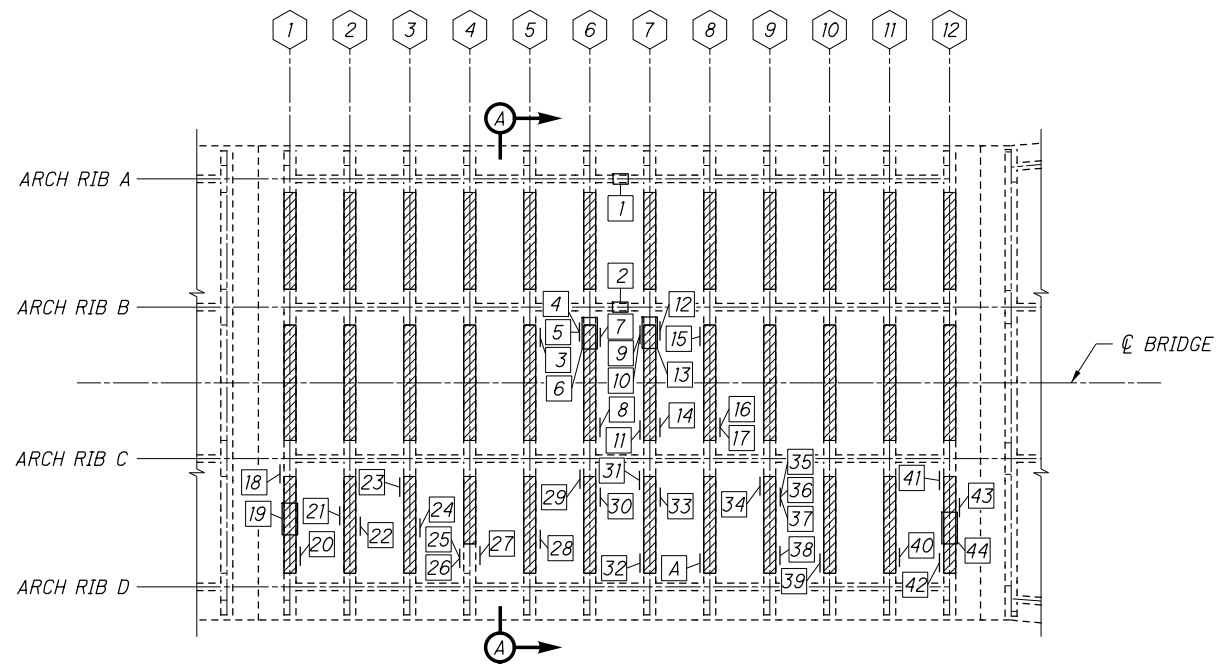 1 2 3 4 5 6 7 8 9 10 11 12
A
ARCH RIB A
1
2
ARCH RIB B
4 7 12
5 3 9 15
℄ BRIDGE
6 10 13
8 11 14 16
17
ARCH RIB C
18 23 31 35 41
19 21 22 24 29 30 33 34 36 43
25 37
20 26 27 28 38 40 44
32 A 39 42
ARCH RIB D
A